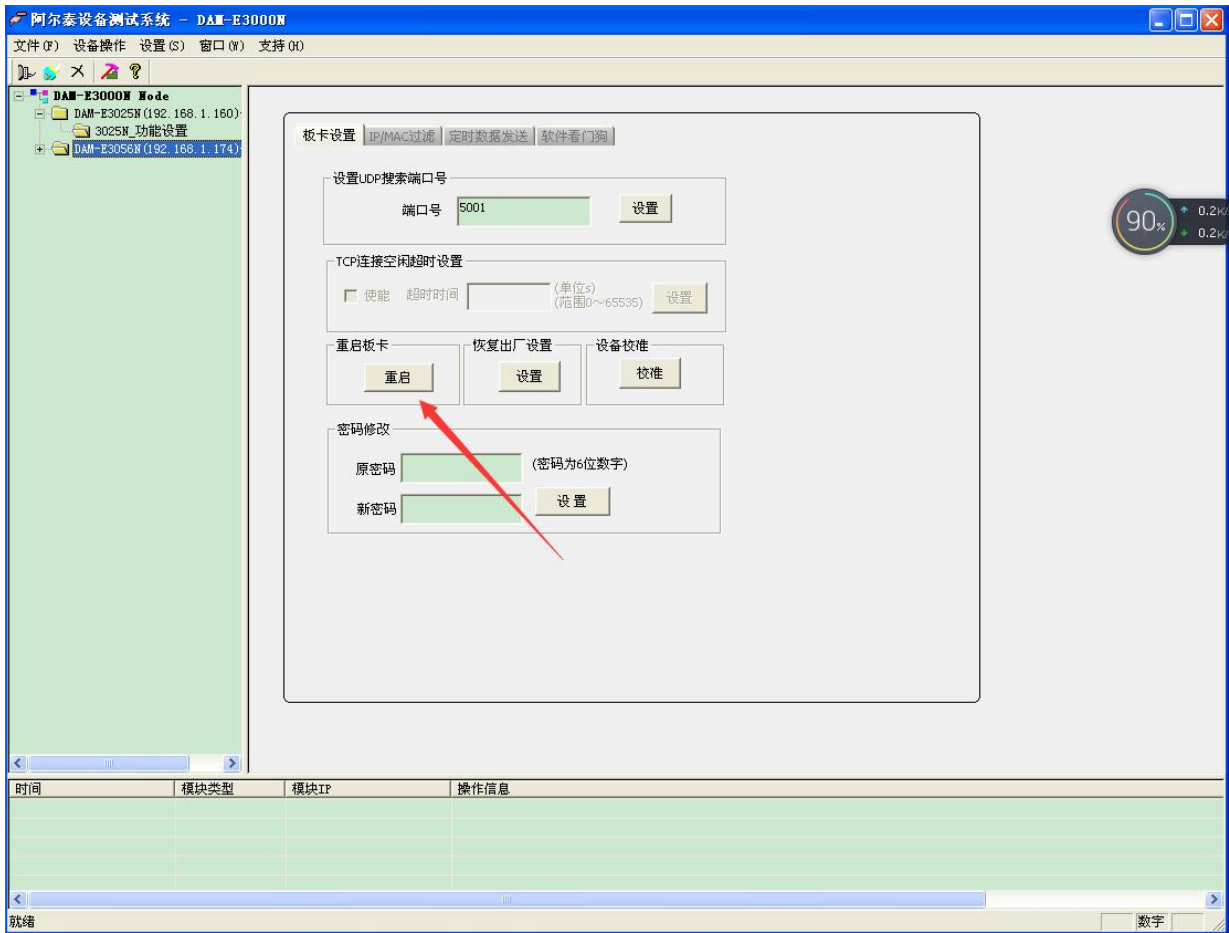 阿尔泰设备测试系统 - DAM-E3000N
文件(F) 设备操作 设置(S) 窗口(W) 支持(H)
DAM-E3000N Node
DAM-E3025N(192.168.1.160)
3025N_功能设置
DAM-E3056N(192.168.1.174)
板卡设置 IP/MAC过滤 定时数据发送 软件看门狗
设置UDP搜索端口号
端口号 5001 设置
TCP连接空闲超时设置
使能 超时时间 (单位s)
(范围0~65535) 设置
重启板卡 恢复出厂设置 设备校准
重启 设置 校准
密码修改
原密码 (密码为6位数字)
新密码 设置
90%
0.2K/
0.2K/
时间 模块类型 模块IP 操作信息
就绪 数字